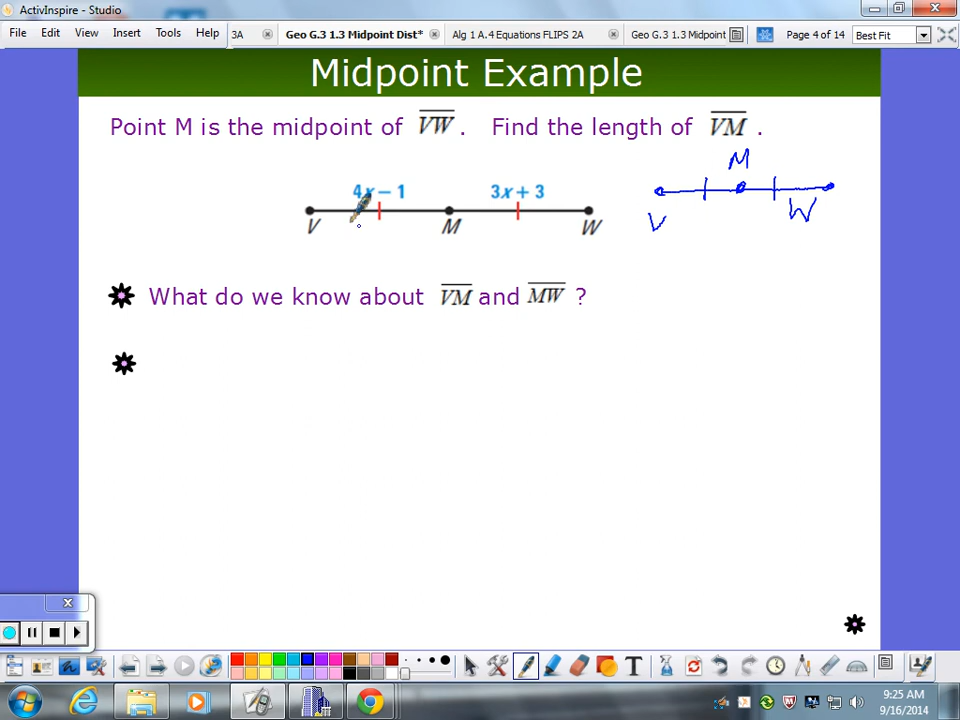 ActivInspire - Studio
File Edit View Insert Tools Help 3A Geo G.3 1.3 Midpoint Dist* Alg 1 A.4 Equations FLIPS 2A Geo G.3 1.3 Midpoint Page 4 of 14 Best Fit
Midpoint Example
Point M is the midpoint of VW . Find the length of VM .
M
4x − 1 3x + 3
V M W V W
What do we know about VM and MW ?
9:25 AM
9/16/2014